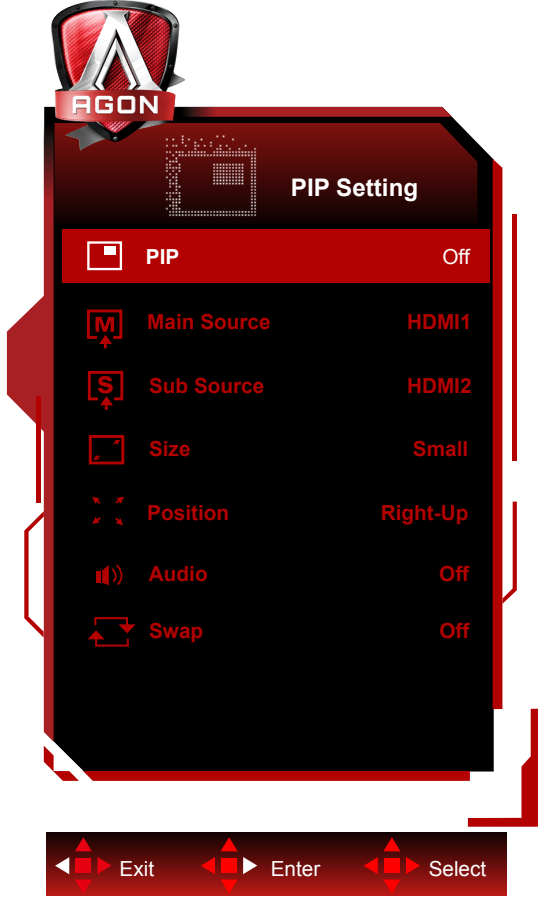 AGON
PIP Setting
PIP Off
M Main Source HDMI1
S Sub Source HDMI2
Size Small
Position Right-Up
Audio Off
Swap Off
Exit Enter Select